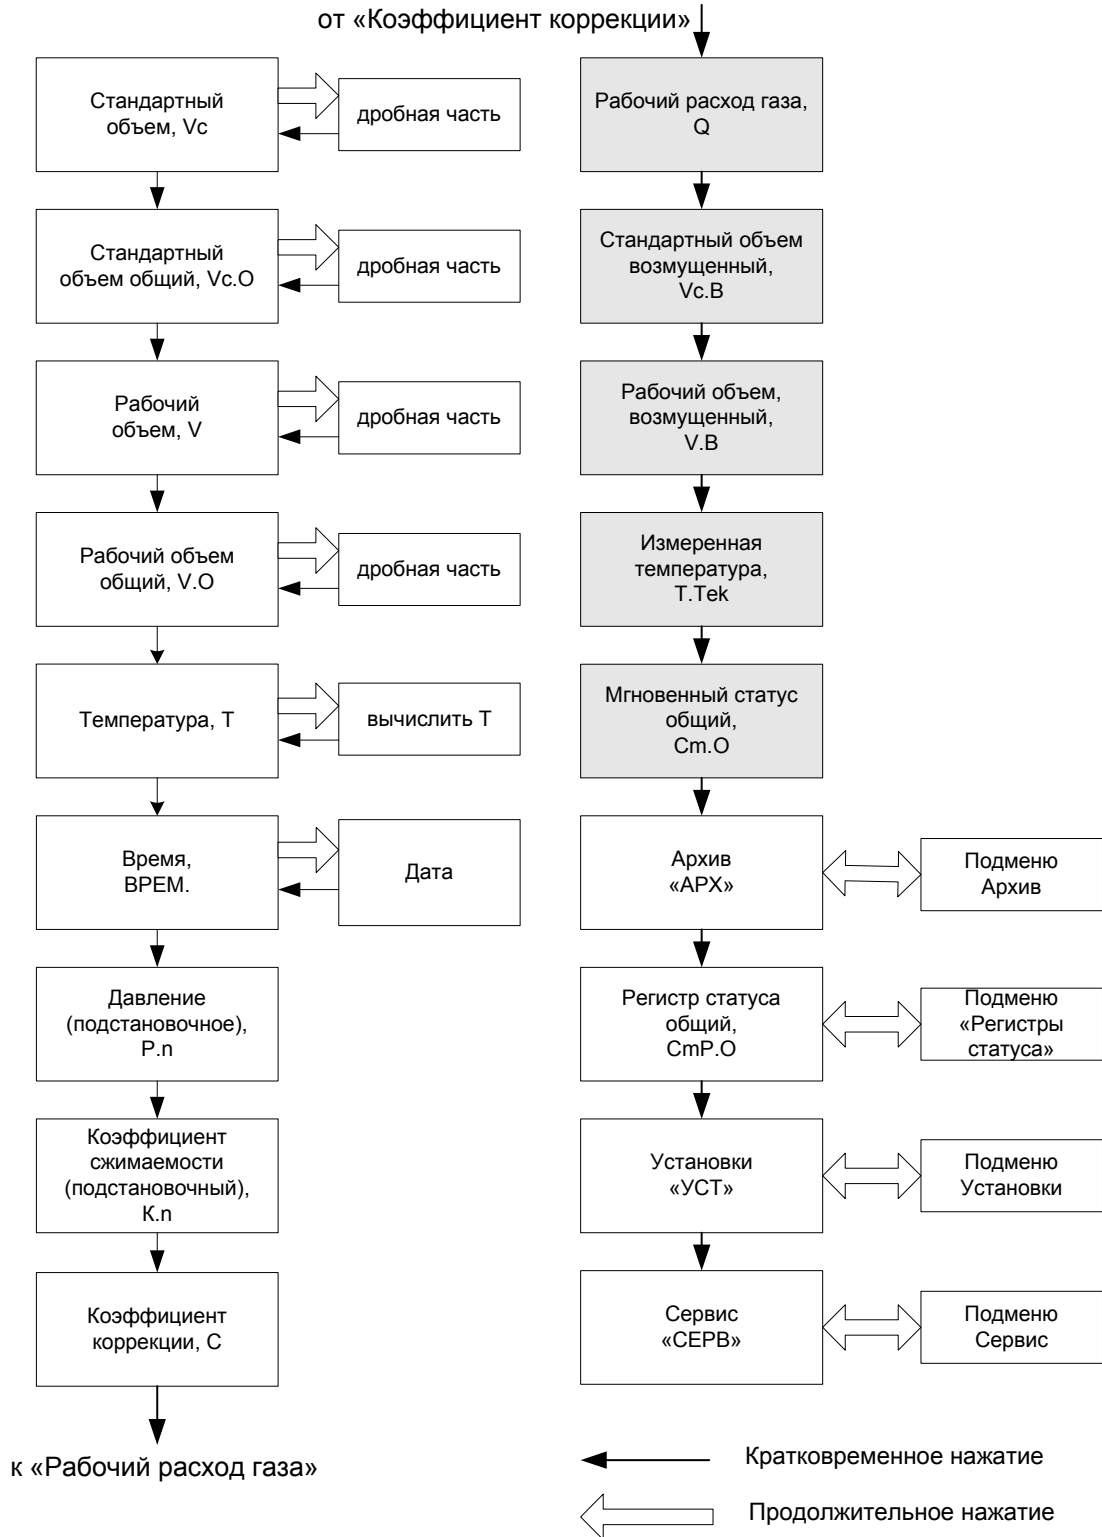 от «Коэффициент коррекции»
Стандартный
объем, Vc
дробная часть
Стандартный
объем общий, Vc.О
дробная часть
Рабочий
объем, V
дробная часть
Рабочий объем
общий, V.О
дробная часть
Температура, Т
вычислить Т
Время,
ВРЕМ.
Дата
Давление
(подстановочное),
Р.п
Коэффициент
сжимаемости
(подстановочный),
К.п
Коэффициент
коррекции, С
к «Рабочий расход газа»
Рабочий расход газа,
Q
Стандартный объем
возмущенный,
Vc.В
Рабочий объем,
возмущенный,
V.В
Измеренная
температура,
T.Tek
Мгновенный статус
общий,
Cm.O
Архив
«АРХ»
Подменю
Архив
Регистр статуса
общий,
CmP.O
Подменю
«Регистры
статуса»
Установки
«УСТ»
Подменю
Установки
Сервис
«СЕРВ»
Подменю
Сервис
Кратковременное нажатие
Продолжительное нажатие